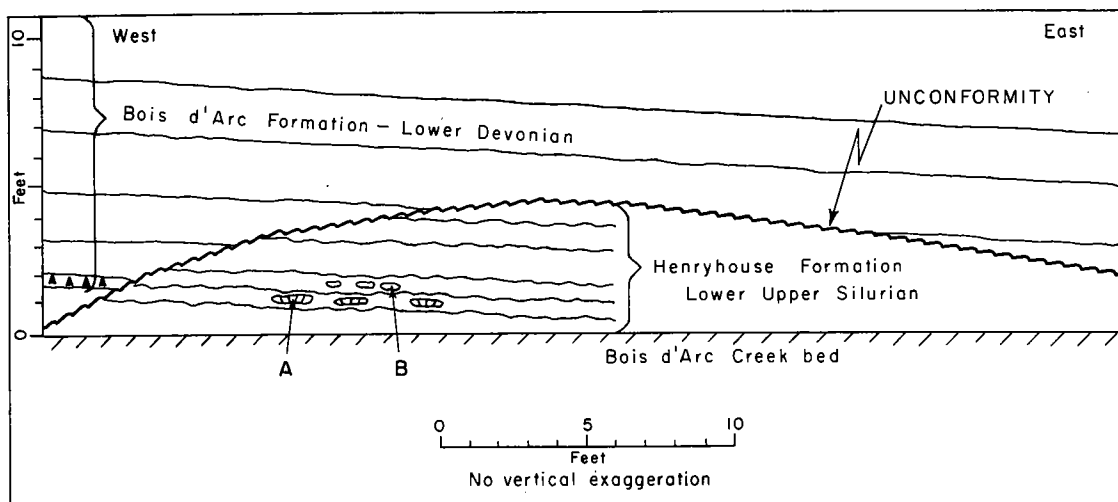 10
West
East
UNCONFORMITY
Bois d'Arc Formation – Lower Devonian
Feet
Henryhouse Formation
Lower Upper Silurian
0
A
B
Bois d'Arc Creek bed
0 5 10
Feet
No vertical exaggeration